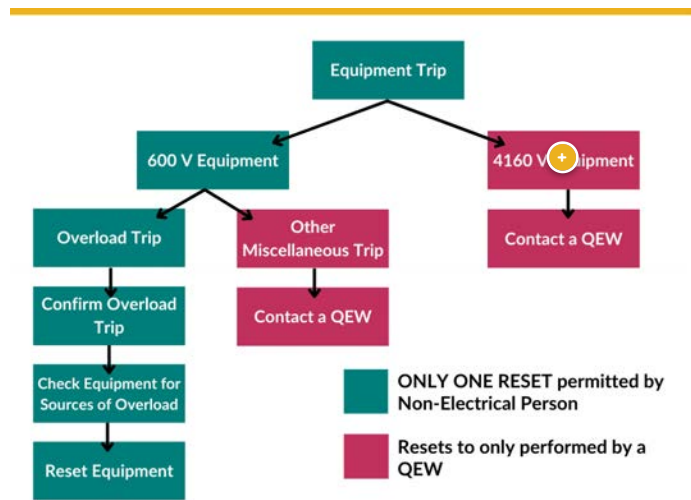 Equipment Trip
600 V Equipment
4160 V ipment
Overload Trip
Other
Miscellaneous Trip
Contact a QEW
Confirm Overload
Trip
Contact a QEW
Check Equipment for
Sources of Overload
ONLY ONE RESET permitted by
Non-Electrical Person
Reset Equipment
Resets to only performed by a
QEW